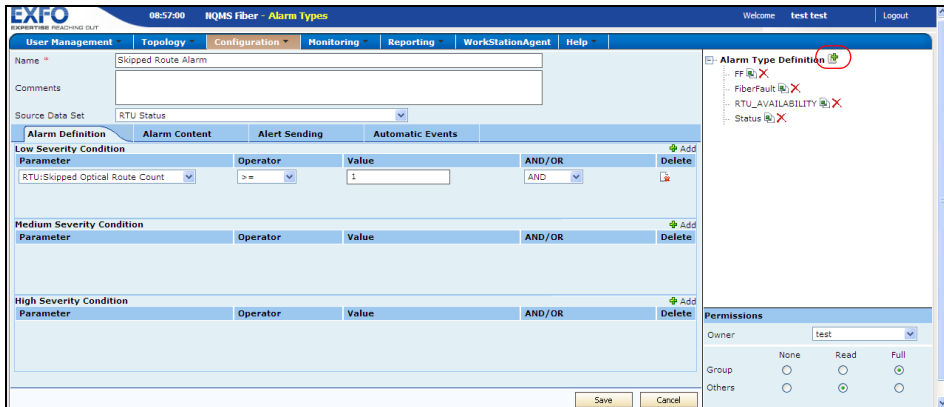 EXFO
EXPERTISE REACHING OUT
08:57:00 NQMS Fiber - Alarm Types
Welcome test test Logout
User Management Topology Configuration Monitoring Reporting WorkStationAgent Help
Name * Skipped Route Alarm
Comments
Source Data Set RTU Status
Alarm Definition Alarm Content Alert Sending Automatic Events
Low Severity Condition Add
Parameter Operator Value AND/OR Delete
RTU:Skipped Optical Route Count >= 1 AND
Medium Severity Condition Add
Parameter Operator Value AND/OR Delete
High Severity Condition Add
Parameter Operator Value AND/OR Delete
Save Cancel
Alarm Type Definition
FF
FiberFault
RTU_AVAILABILITY
Status
Permissions
Owner test
None Read Full
Group
Others